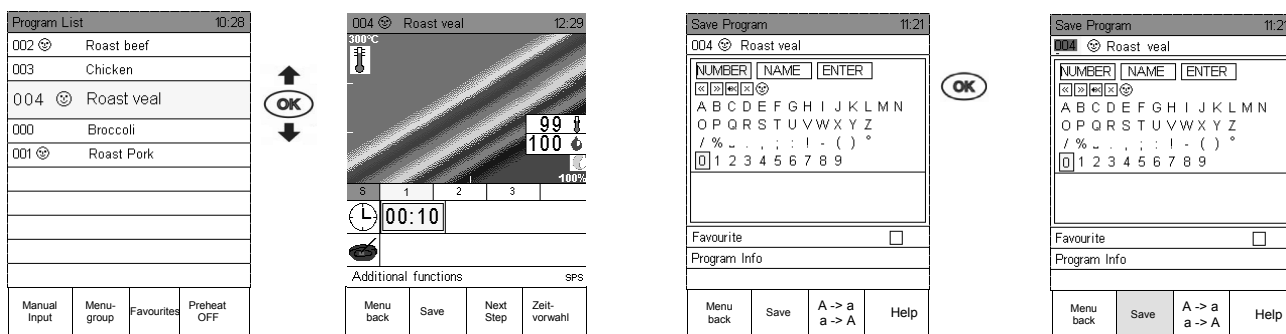 Program List 10:28
002 Roast beef
003 Chicken
004 Roast veal
000 Broccoli
001 Roast Pork
Manual Input
Menu-group
Favourites
Preheat OFF
OK
004 Roast veal 12:29
300°C
99
100
100%
S 1 2 3
00:10
Additional functions SPS
Menu back
Save
Next Step
Zeit-vorwahl
Save Program 11:21
004 Roast veal
NUMBER NAME ENTER
« »
A B C D E F G H I J K L M N
O P Q R S T U V W X Y Z
/ % . , ; : ! - ( ) °
0 1 2 3 4 5 6 7 8 9
Favourite
Program Info
Menu back
Save
A -> a
a -> A
Help
OK
Save Program 11:21
004 Roast veal
NUMBER NAME ENTER
« »
A B C D E F G H I J K L M N
O P Q R S T U V W X Y Z
/ % . , ; : ! - ( ) °
0 1 2 3 4 5 6 7 8 9
Favourite
Program Info
Menu back
Save
A -> a
a -> A
Help